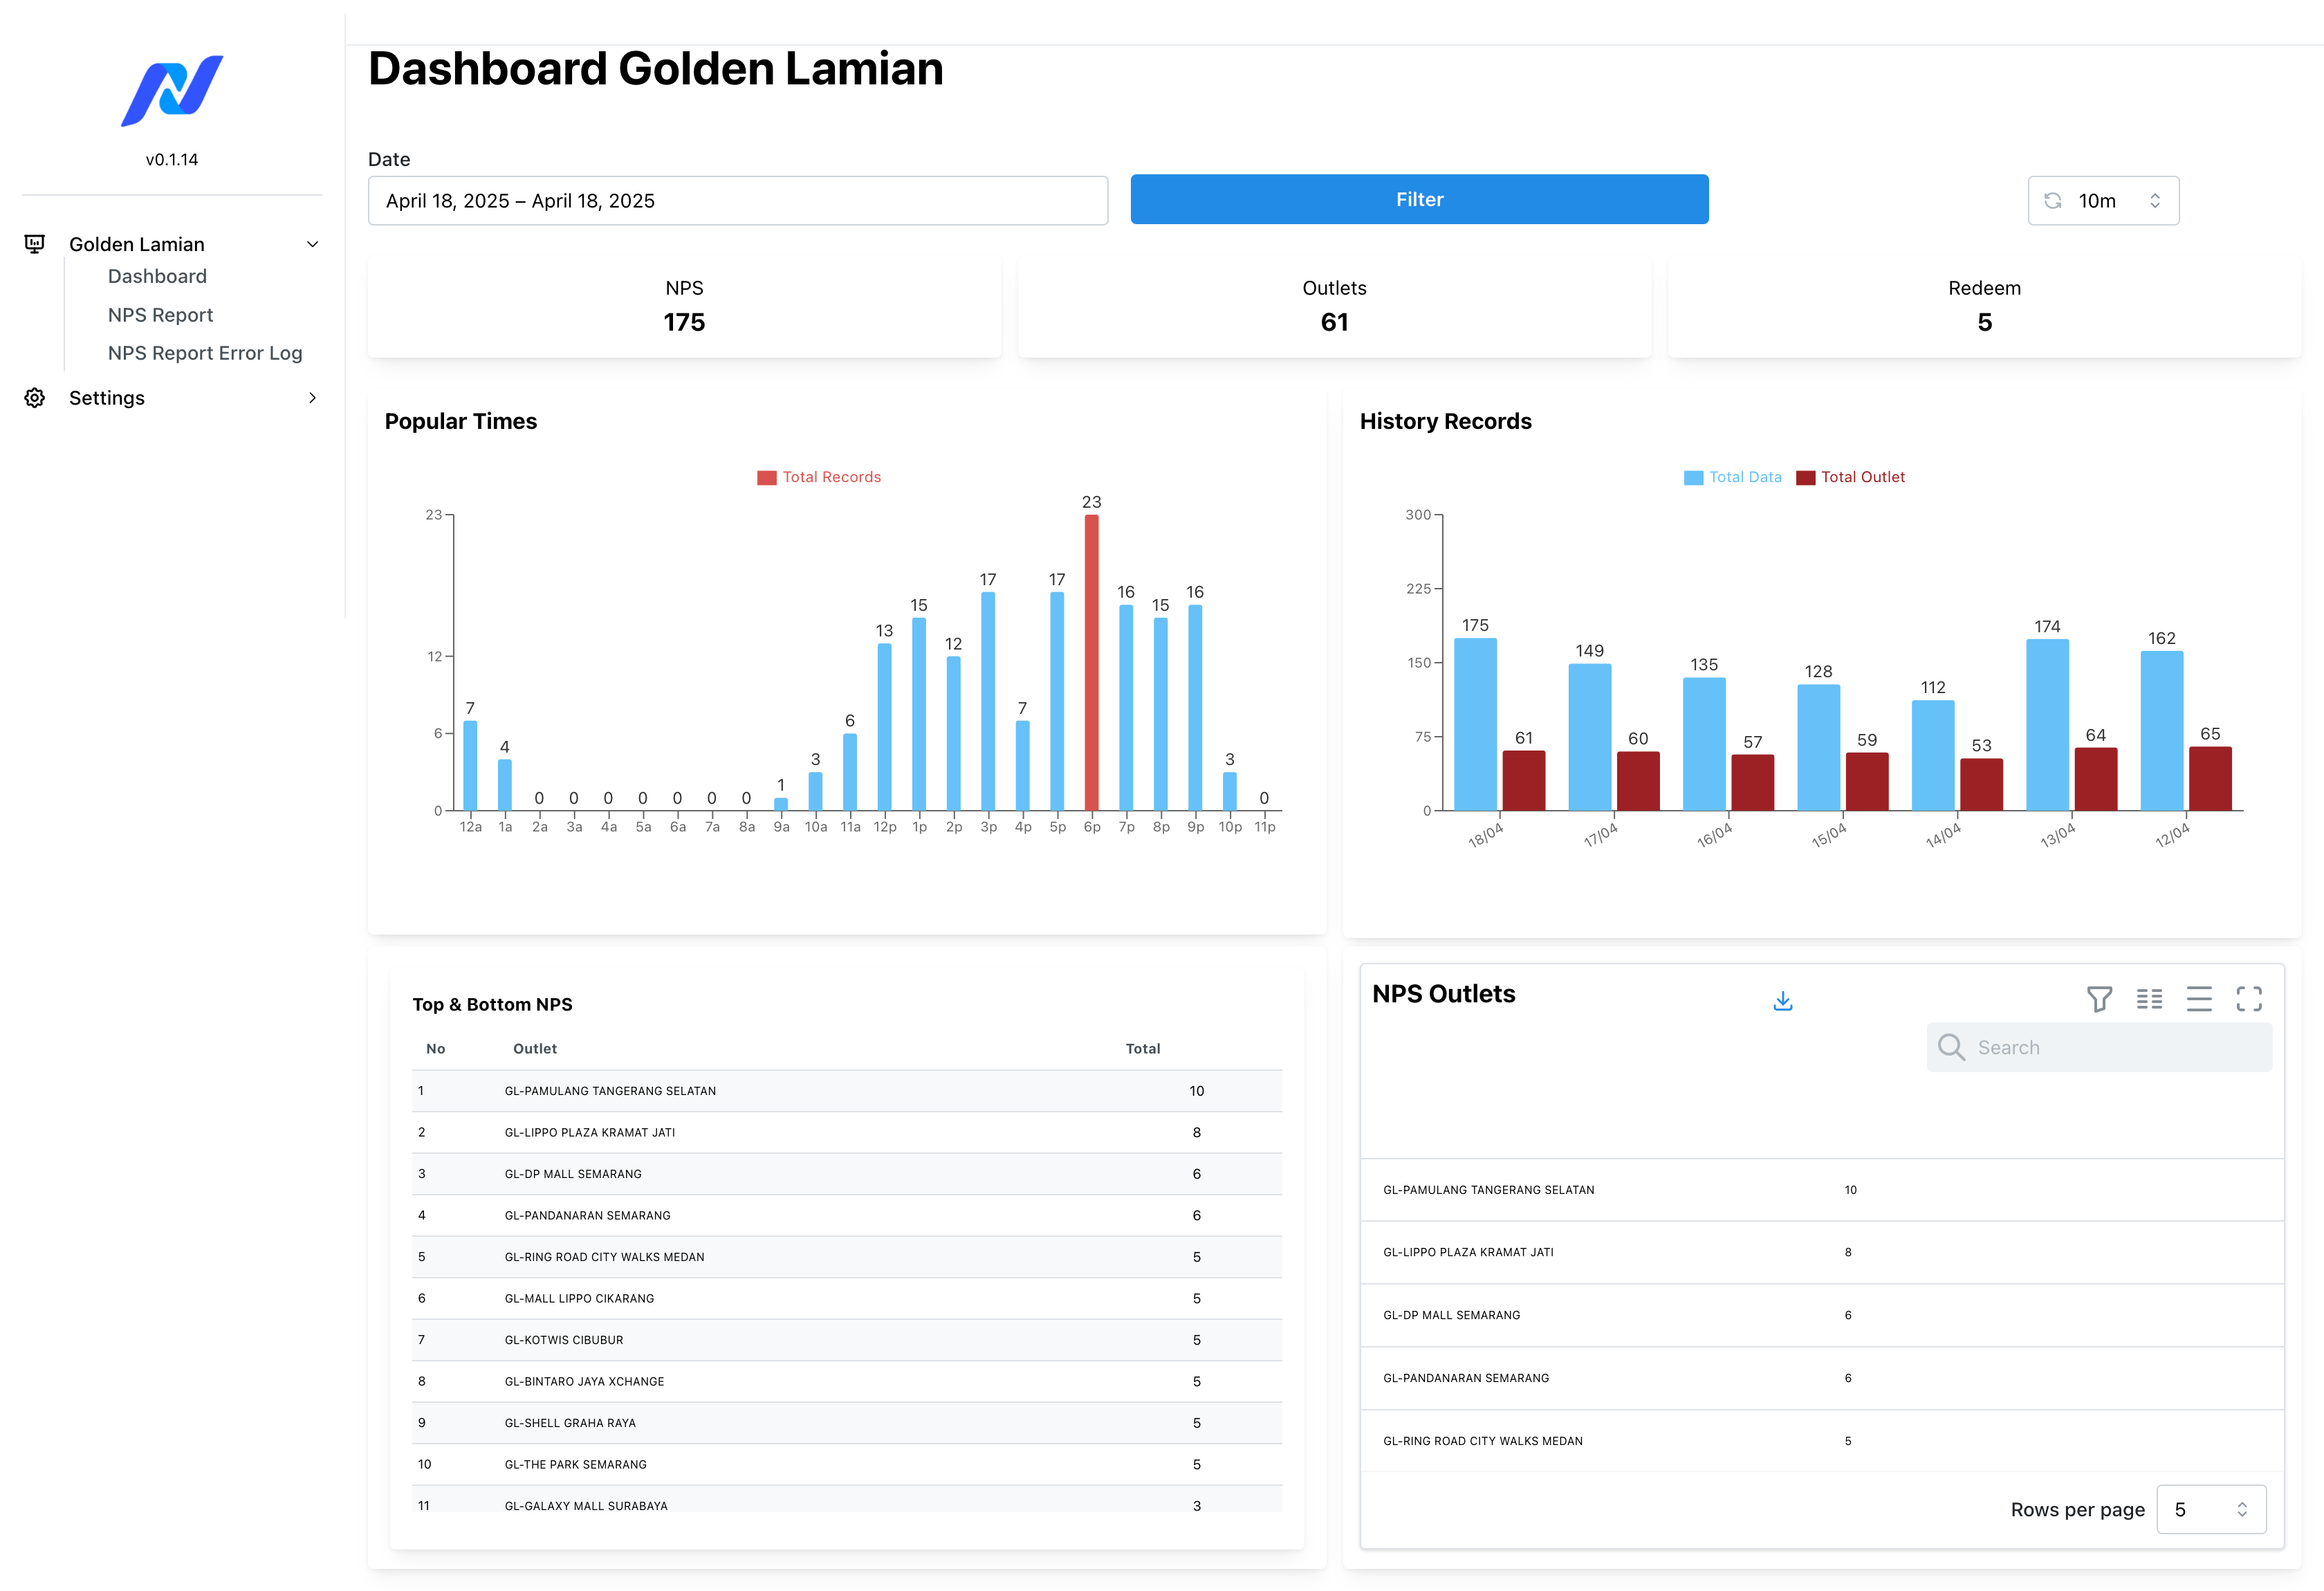 Dashboard Golden Lamian
v0.1.14
Golden Lamian
Dashboard
NPS Report
NPS Report Error Log
Settings
Date
April 18, 2025 – April 18, 2025
Filter
10m
NPS
175
Outlets
61
Redeem
5
Popular Times
Total Records
23
12
6
0
7 4 0 0 0 0 0 0 0 1 3 6 13 15 12 17 7 17 23 16 15 16 3 0
12a 1a 2a 3a 4a 5a 6a 7a 8a 9a 10a 11a 12p 1p 2p 3p 4p 5p 6p 7p 8p 9p 10p 11p
History Records
Total Data Total Outlet
300
225
150
75
0
175 149 135 128 112 174 162
61 60 57 59 53 64 65
18/04 17/04 16/04 15/04 14/04 13/04 12/04
Top & Bottom NPS
No Outlet Total
1 GL-PAMULANG TANGERANG SELATAN 10
2 GL-LIPPO PLAZA KRAMAT JATI 8
3 GL-DP MALL SEMARANG 6
4 GL-PANDANARAN SEMARANG 6
5 GL-RING ROAD CITY WALKS MEDAN 5
6 GL-MALL LIPPO CIKARANG 5
7 GL-KOTWIS CIBUBUR 5
8 GL-BINTARO JAYA XCHANGE 5
9 GL-SHELL GRAHA RAYA 5
10 GL-THE PARK SEMARANG 5
11 GL-GALAXY MALL SURABAYA 3
NPS Outlets
Search
GL-PAMULANG TANGERANG SELATAN 10
GL-LIPPO PLAZA KRAMAT JATI 8
GL-DP MALL SEMARANG 6
GL-PANDANARAN SEMARANG 6
GL-RING ROAD CITY WALKS MEDAN 5
Rows per page 5